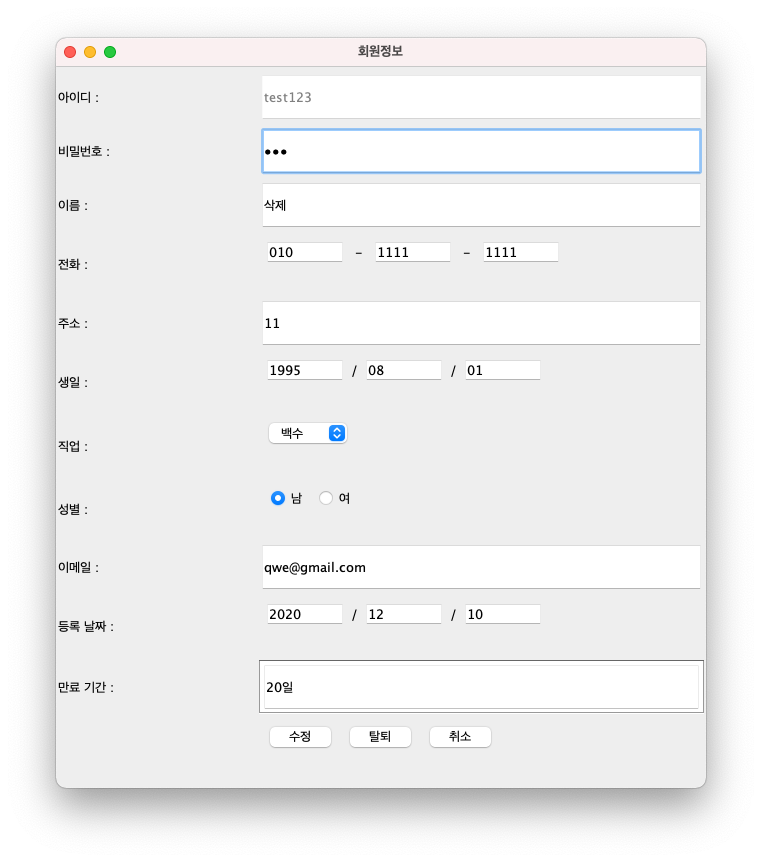 회원정보
아이디 : test123
비밀번호 : •••
이름 : 삭제
전화 : 010 - 1111 - 1111
주소 : 11
생일 : 1995 / 08 / 01
직업 : 백수
성별 : 남 여
이메일 : qwe@gmail.com
등록 날짜 : 2020 / 12 / 10
만료 기간 : 20일
수정 탈퇴 취소